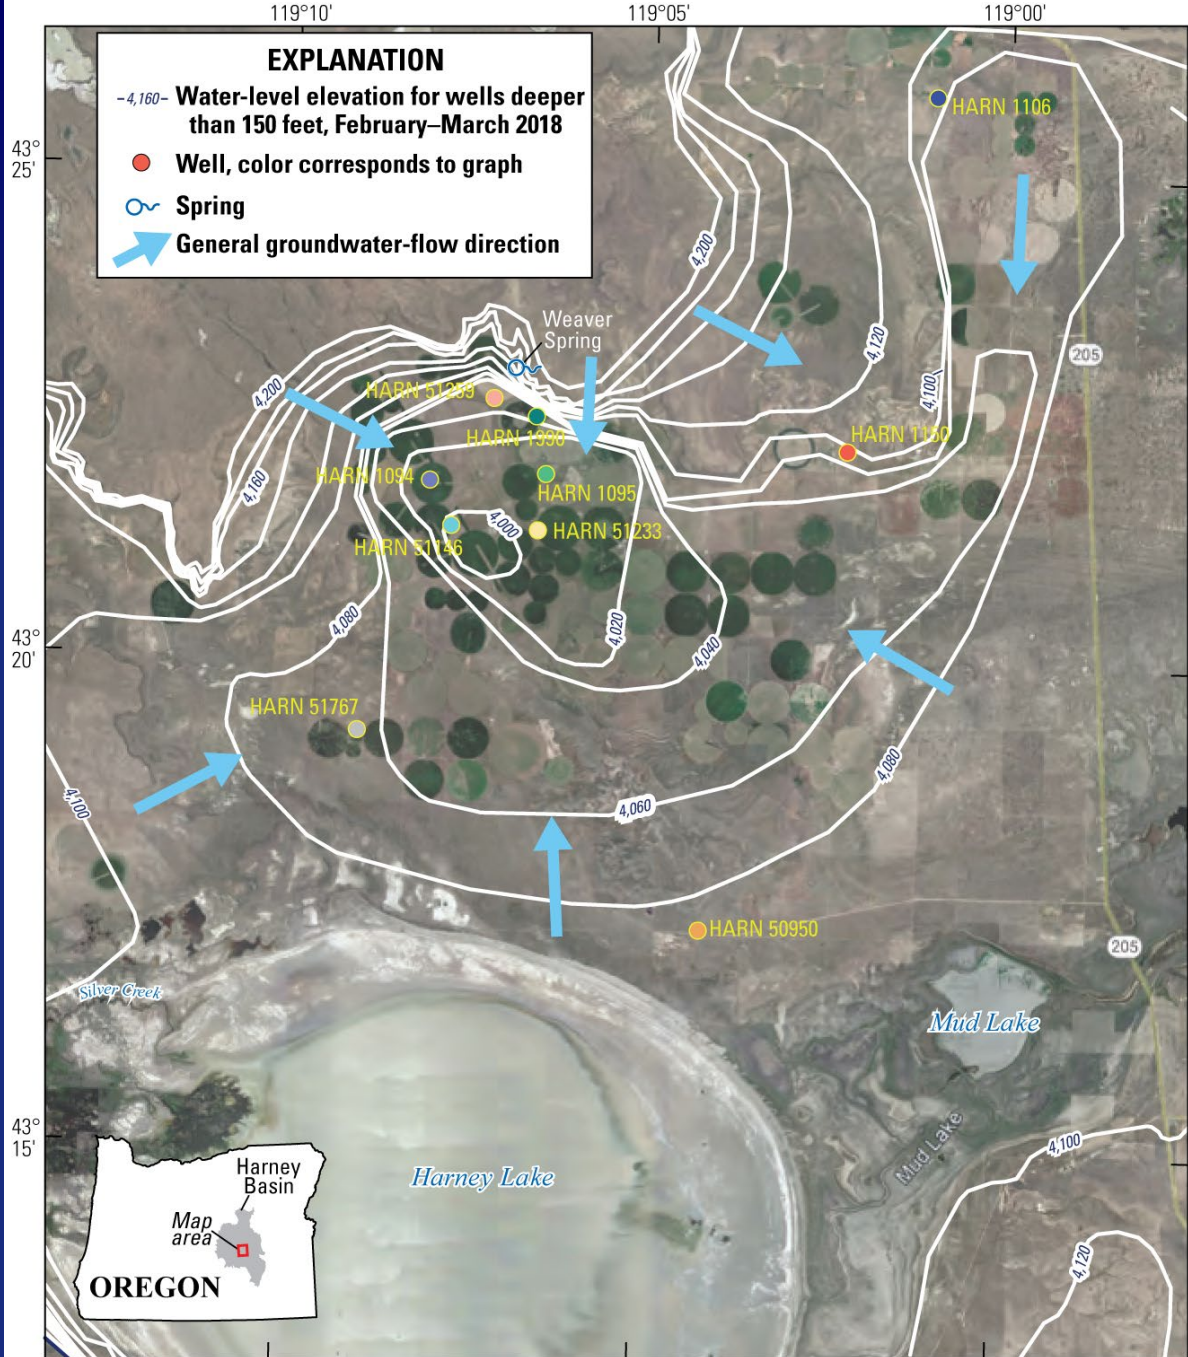 119°10'
119°05'
119°00'
EXPLANATION
-4,160- Water-level elevation for wells deeper
than 150 feet, February–March 2018
Well, color corresponds to graph
Spring
General groundwater-flow direction
43°
25'
HARN 1106
4,200
Weaver
Spring
4,120
205
4,200
HARN 51259
4,100
HARN 1990
HARN 1150
HARN 1094
4,160
HARN 1095
4,000
HARN 51233
HARN 51146
4,080
4,020
43°
20'
4,040
HARN 51767
4,080
4,100
4,060
HARN 50950
205
Silver Creek
Mud Lake
43°
15'
Mud Lake
4,100
Harney
Basin
Harney Lake
Map
area
4,120
OREGON